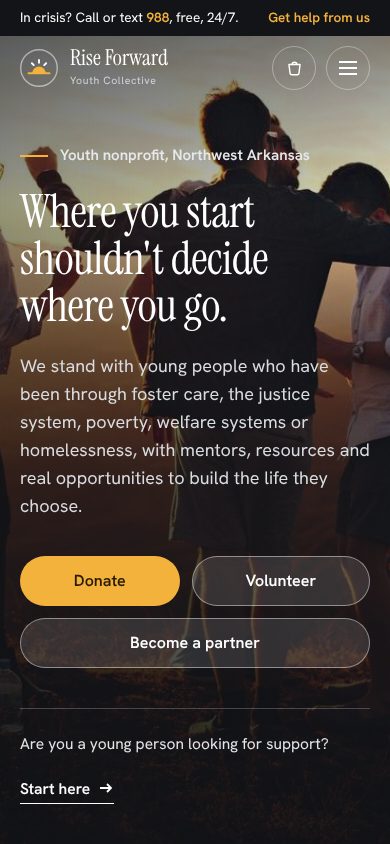 In crisis? Call or text 988, free, 24/7. Get help from us
Rise Forward
Youth Collective
Youth nonprofit, Northwest Arkansas
Where you start
shouldn't decide
where you go.
We stand with young people who have
been through foster care, the justice
system, poverty, welfare systems or
homelessness, with mentors, resources and
real opportunities to build the life they
choose.
Donate Volunteer
Become a partner
Are you a young person looking for support?
Start here →